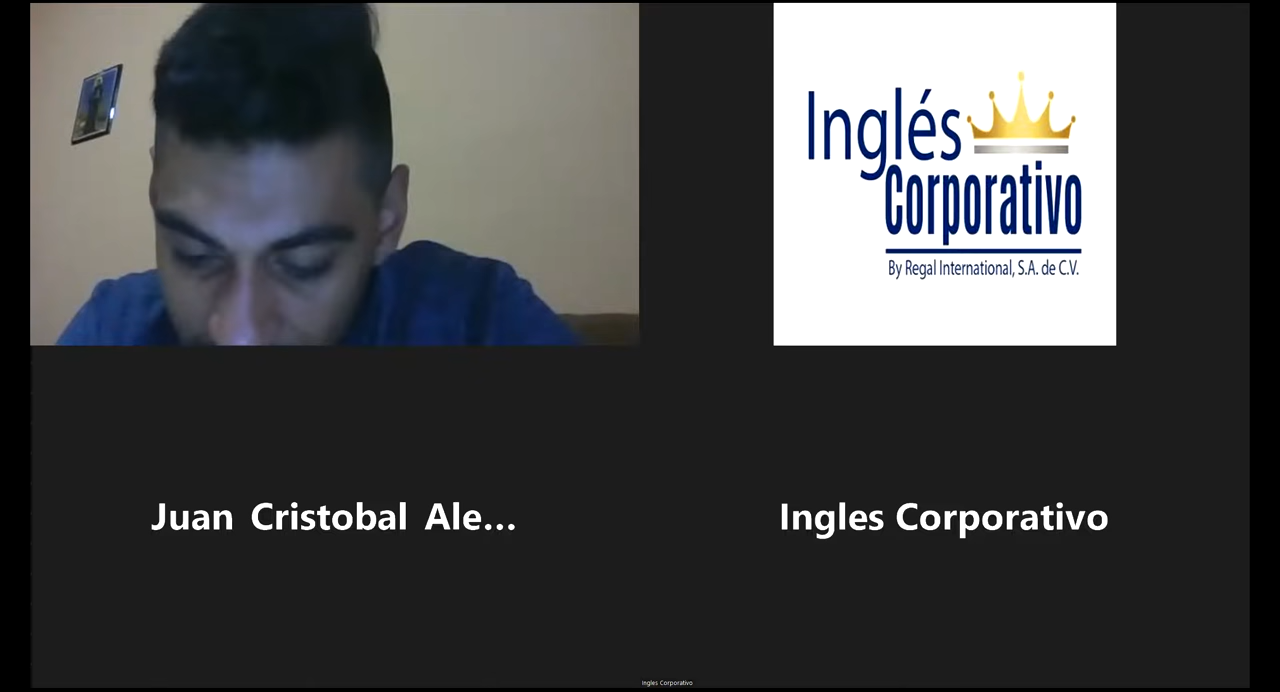 Inglés
Corporativo
By Regal International, S.A. de C.V.
Juan Cristobal Ale...
Ingles Corporativo
Ingles Corporativo